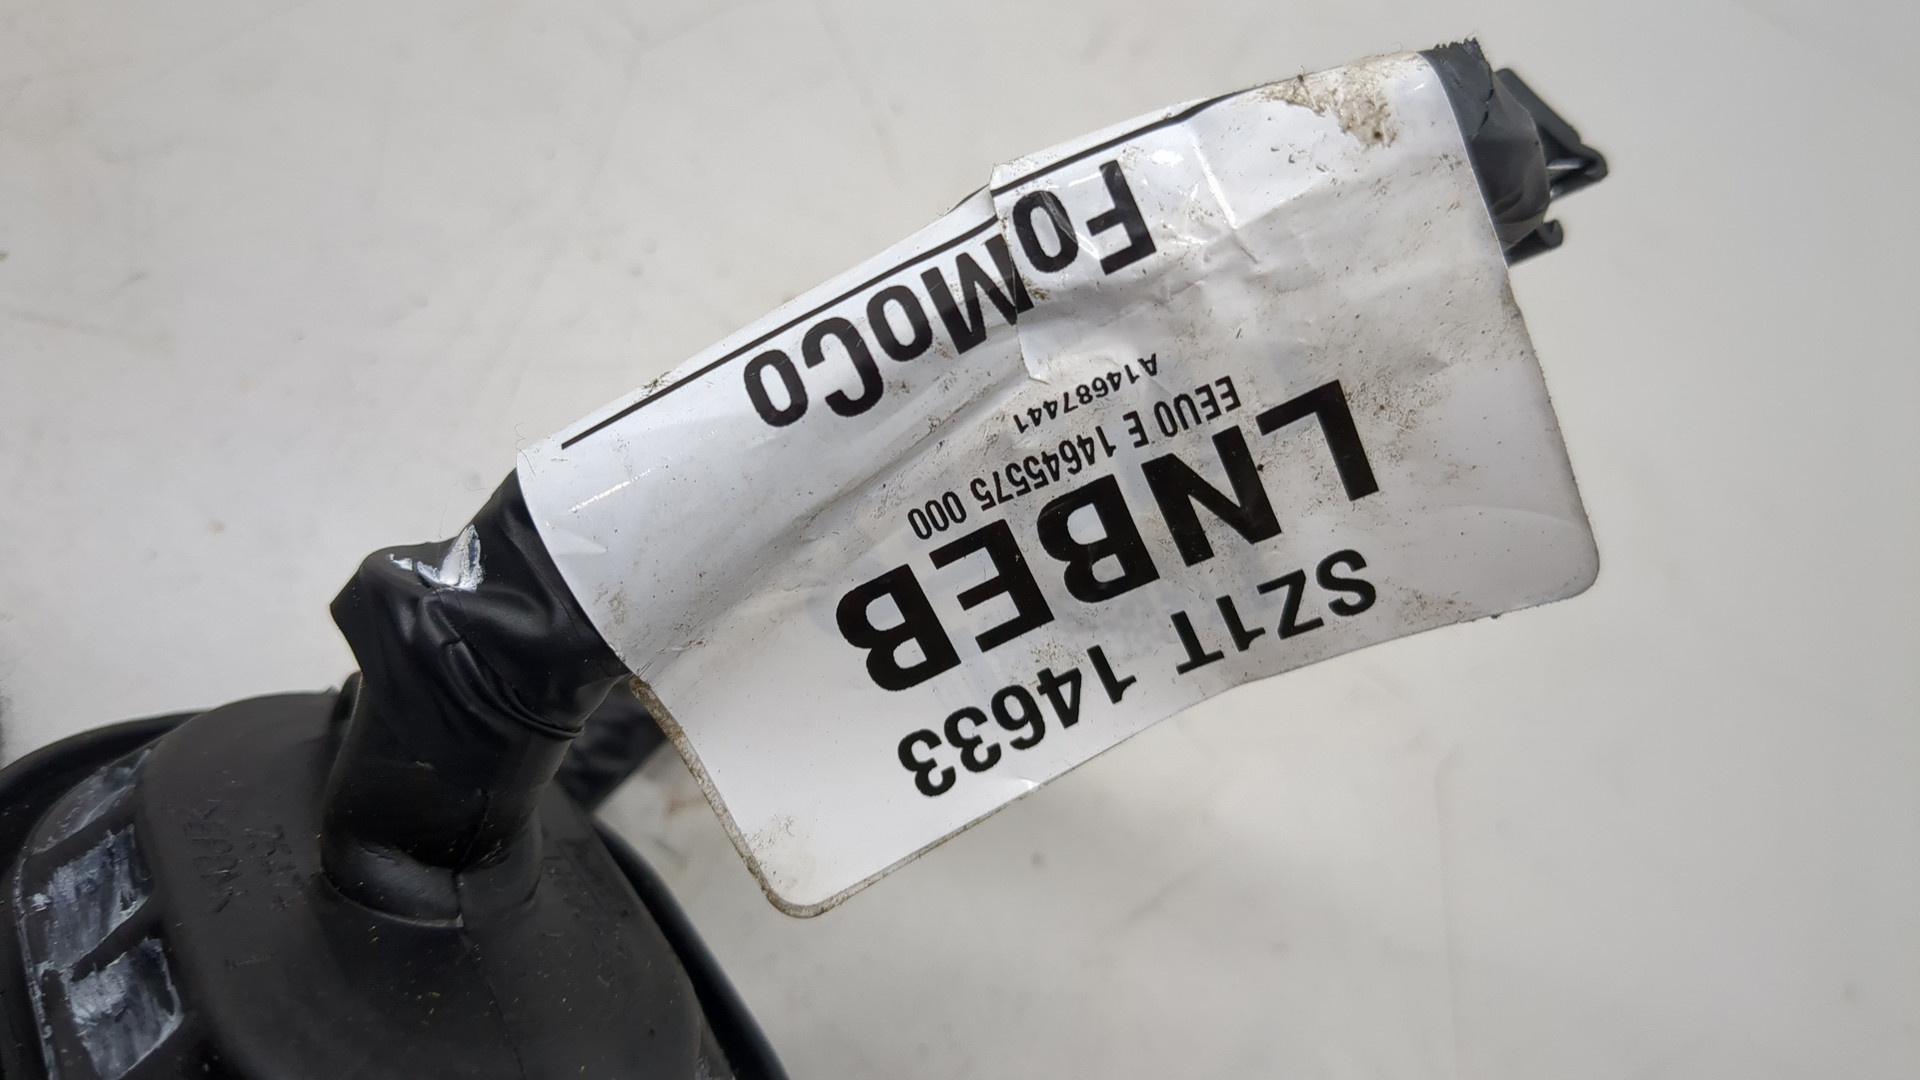 SZ1T 14633
LNBEB
EEU0 E 14645575 000
A14687441
FoMoCo